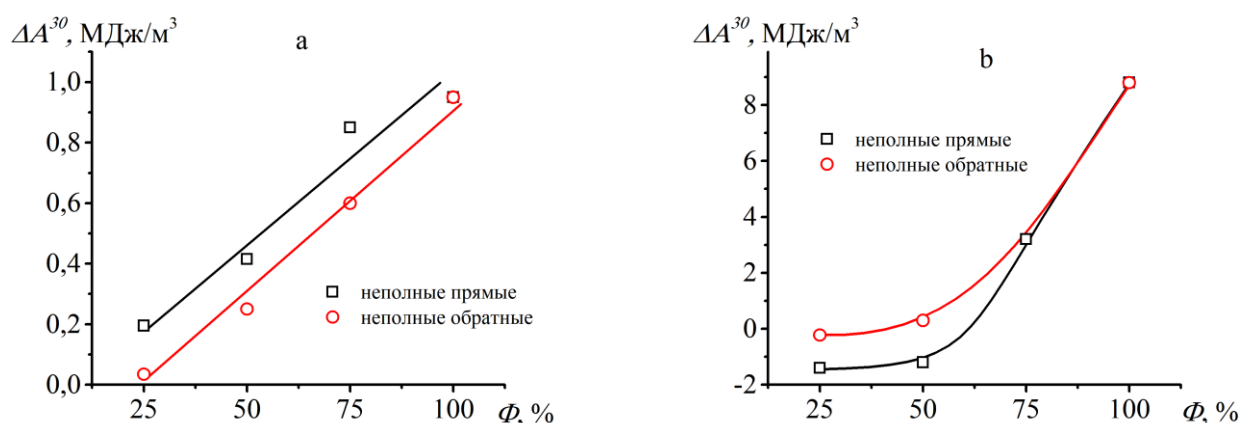 ΔA³⁰, МДж/м³
a
1,0
0,8
0,6
0,4
0,2
0,0
неполные прямые
неполные обратные
25 50 75 100 Φ, %
ΔA³⁰, МДж/м³
b
8
6
4
2
0
-2
неполные прямые
неполные обратные
25 50 75 100 Φ, %